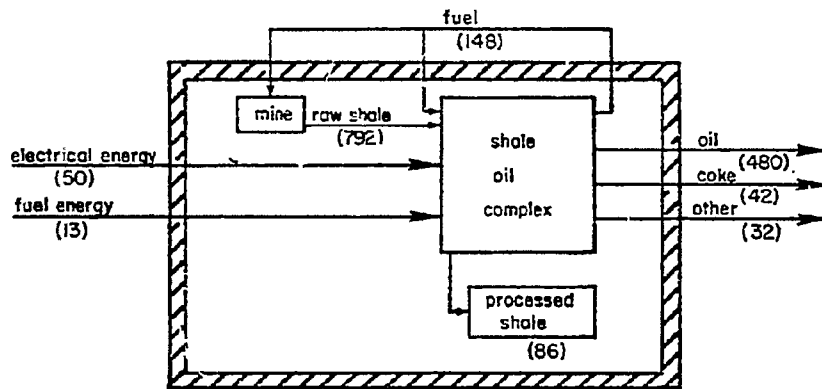 fuel
(148)
mine
raw shale
(792)
shale
oil
complex
electrical energy
(50)
fuel energy
(13)
oil
(480)
coke
(42)
other
(32)
processed
shale
(86)